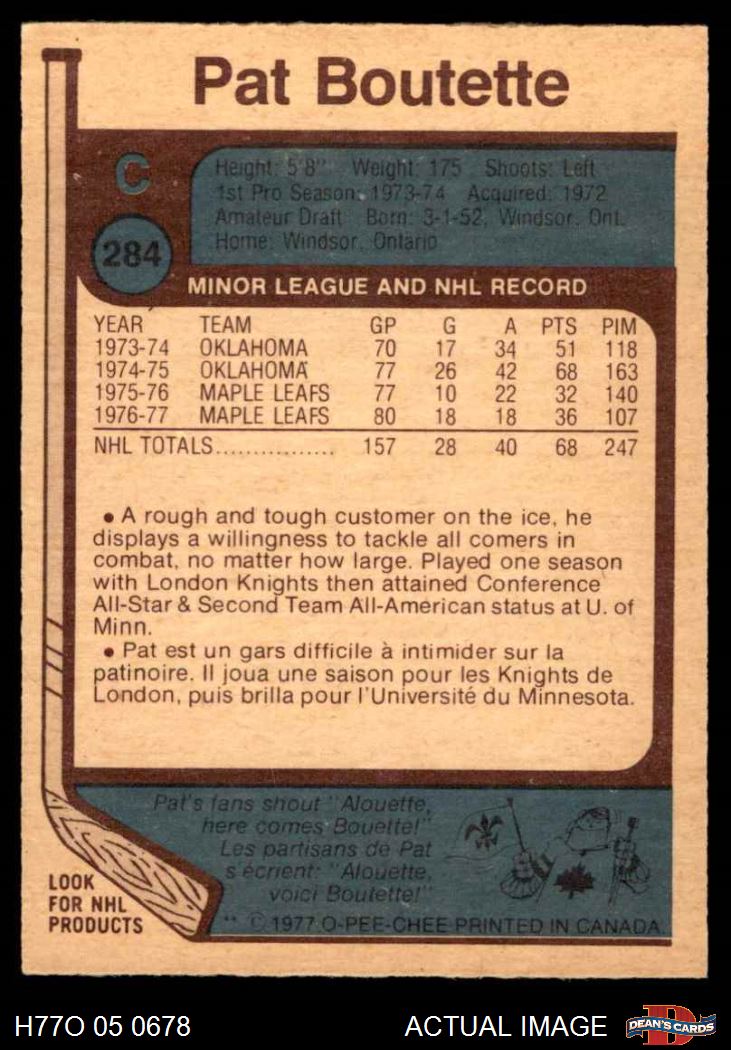 Pat Boutette
C
Height: 5'8" Weight: 175 Shoots: Left
1st Pro Season: 1973-74 Acquired: 1972
Amateur Draft Born: 3-1-52, Windsor, Ont.
Home: Windsor, Ontario
284
MINOR LEAGUE AND NHL RECORD
YEAR TEAM GP G A PTS PIM
1973-74 OKLAHOMA 70 17 34 51 118
1974-75 OKLAHOMA 77 26 42 68 163
1975-76 MAPLE LEAFS 77 10 22 32 140
1976-77 MAPLE LEAFS 80 18 18 36 107
NHL TOTALS................ 157 28 40 68 247
• A rough and tough customer on the ice, he
displays a willingness to tackle all comers in
combat, no matter how large. Played one season
with London Knights then attained Conference
All-Star & Second Team All-American status at U. of
Minn.
• Pat est un gars difficile à intimider sur la
patinoire. Il joua une saison pour les Knights de
London, puis brilla pour l'Université du Minnesota.
Pat's fans shout "Alouette,
here comes Bouette!"
Les partisans de Pat
s'écrient: "Alouette,
voici Boutette!"
LOOK
FOR NHL
PRODUCTS
** © 1977 O-PEE-CHEE PRINTED IN CANADA
H77O 05 0678 ACTUAL IMAGE
D
DEAN'S CARDS